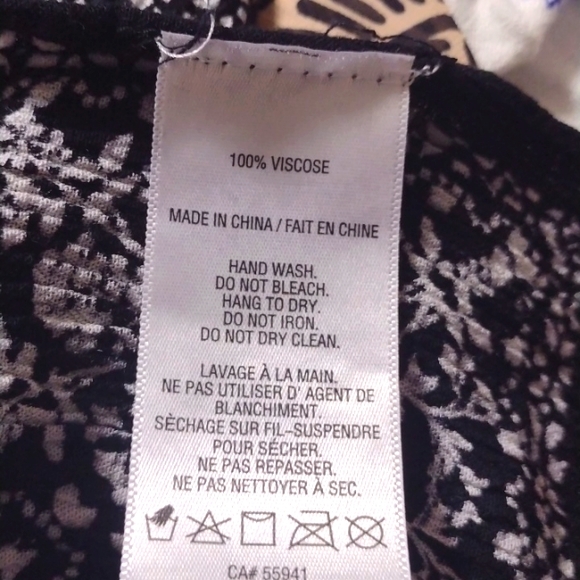 100% VISCOSE
MADE IN CHINA / FAIT EN CHINE
HAND WASH.
DO NOT BLEACH.
HANG TO DRY.
DO NOT IRON.
DO NOT DRY CLEAN.
LAVAGE À LA MAIN.
NE PAS UTILISER D' AGENT DE
BLANCHIMENT.
SÈCHAGE SUR FIL-SUSPENDRE
POUR SÉCHER.
NE PAS REPASSER.
NE PAS NETTOYER À SEC.
CA# 55941